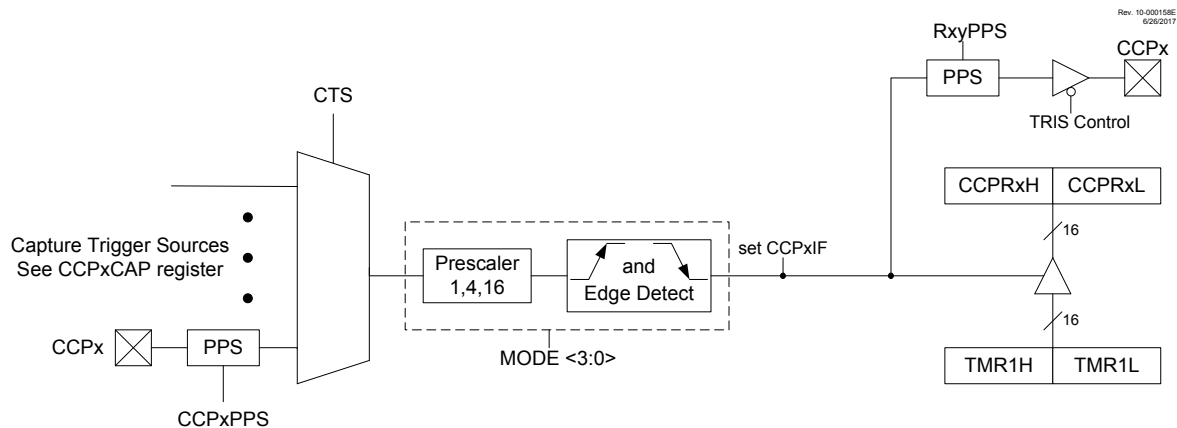 Rev. 10-000158E
6/26/2017
RxyPPS
CCPx
PPS
TRIS Control
CTS
CCPRxH CCPRxL
16
Capture Trigger Sources
See CCPxCAP register
Prescaler
1,4,16
and
Edge Detect
set CCPxIF
16
CCPx
PPS
MODE <3:0>
TMR1H TMR1L
CCPxPPS